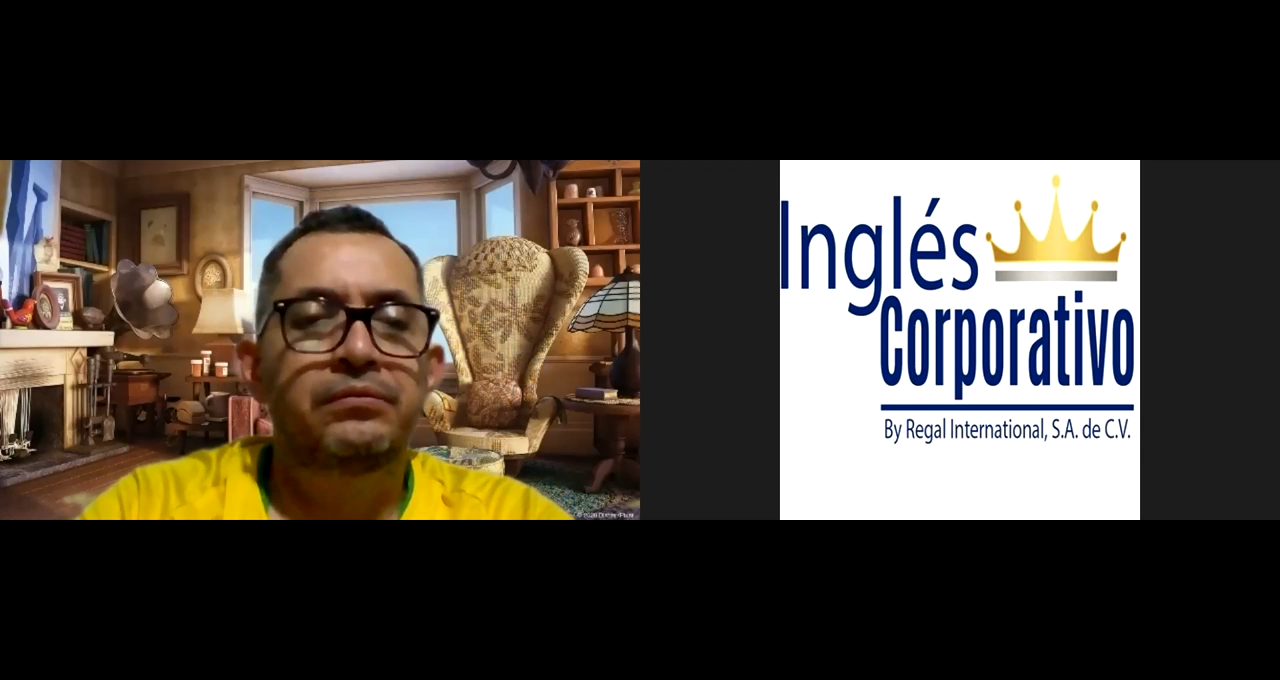 Inglés
Corporativo
By Regal International, S.A. de C.V.